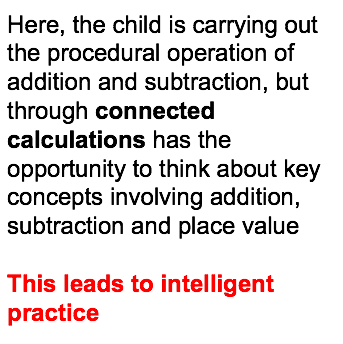 Here, the child is carrying out
the procedural operation of
addition and subtraction, but
through connected
calculations has the
opportunity to think about key
concepts involving addition,
subtraction and place value
This leads to intelligent
practice